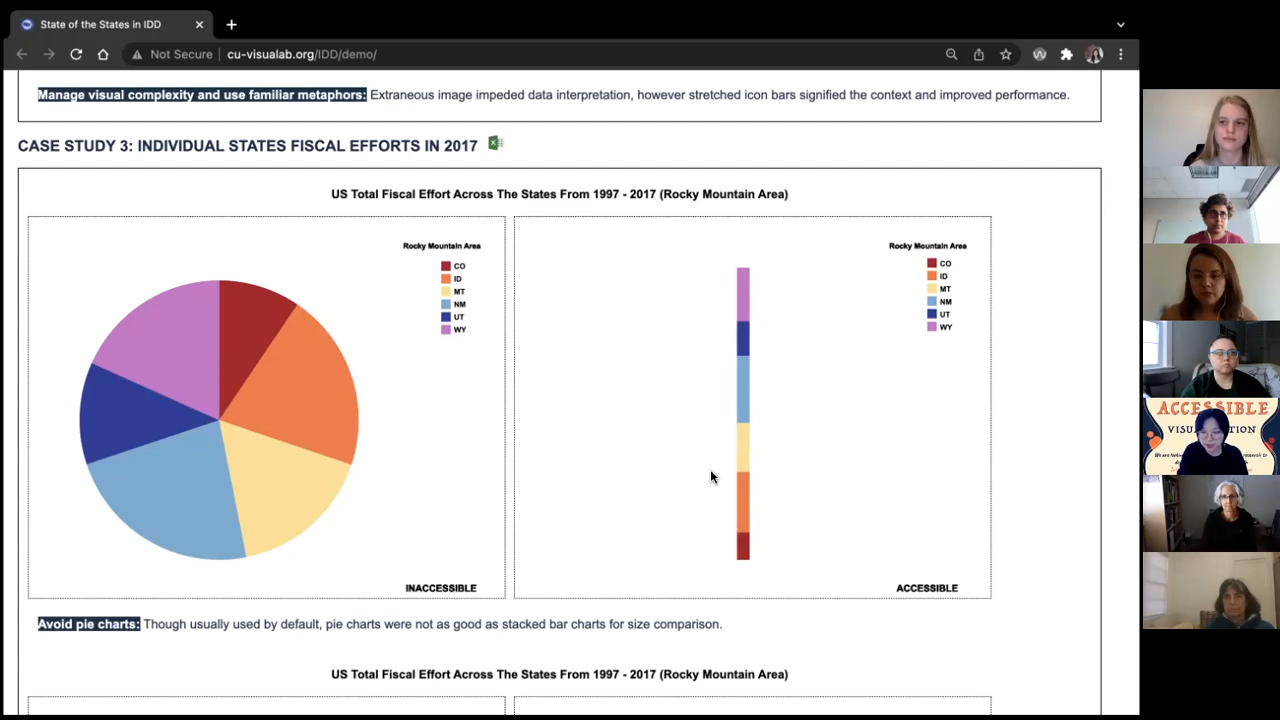 State of the States in IDD
Not Secure
cu-visualab.org/IDD/demo/
Manage visual complexity and use familiar metaphors: Extraneous image impeded data interpretation, however stretched icon bars signified the context and improved performance.
CASE STUDY 3: INDIVIDUAL STATES FISCAL EFFORTS IN 2017
US Total Fiscal Effort Across The States From 1997 - 2017 (Rocky Mountain Area)
Rocky Mountain Area
CO
ID
MT
NM
UT
WY
INACCESSIBLE
Rocky Mountain Area
CO
ID
MT
NM
UT
WY
ACCESSIBLE
Avoid pie charts: Though usually used by default, pie charts were not as good as stacked bar charts for size comparison.
US Total Fiscal Effort Across The States From 1997 - 2017 (Rocky Mountain Area)
ACCESSIBLE